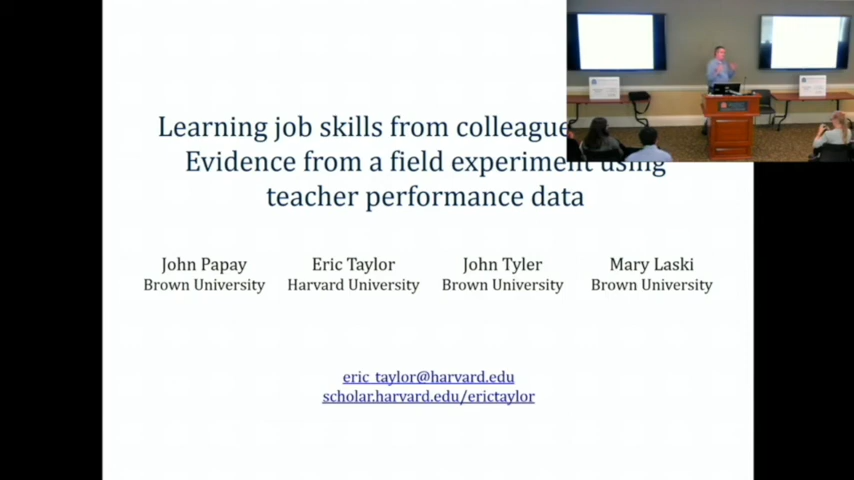 Learning job skills from colleague
Evidence from a field experiment using
teacher performance data
John Papay
Brown University
Eric Taylor
Harvard University
John Tyler
Brown University
Mary Laski
Brown University
eric_taylor@harvard.edu
scholar.harvard.edu/erictaylor